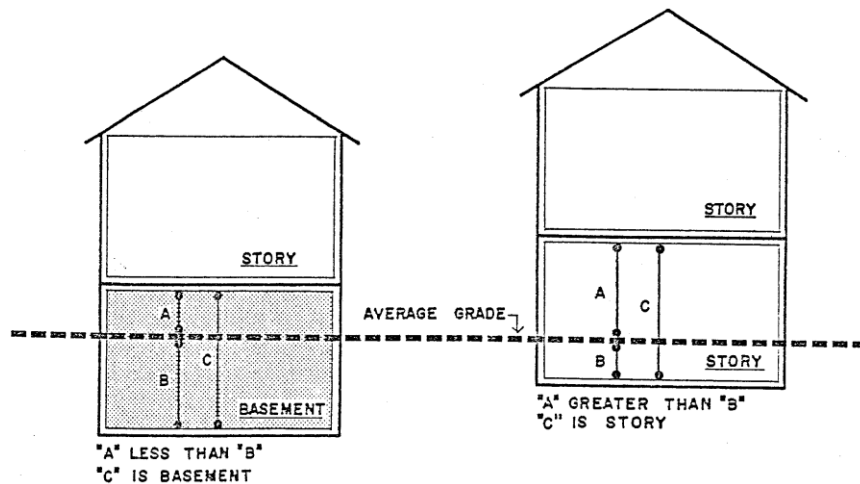 STORY
A
B
C
BASEMENT
"A" LESS THAN "B"
"C" IS BASEMENT
AVERAGE GRADE
STORY
A
C
B
STORY
"A" GREATER THAN "B"
"C" IS STORY